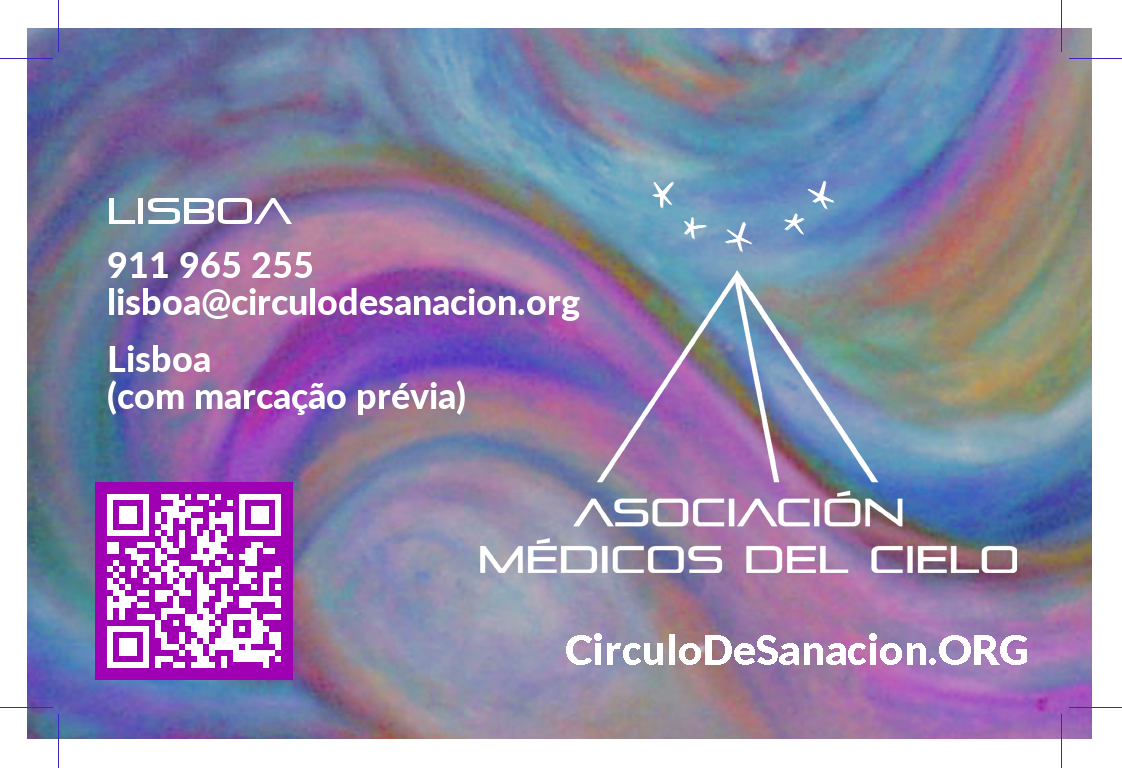 LISBOA
911 965 255
lisboa@circulodesanacion.org
Lisboa
(com marcação prévia)
ASOCIACIÓN
MÉDICOS DEL CIELO
CirculoDeSanacion.ORG